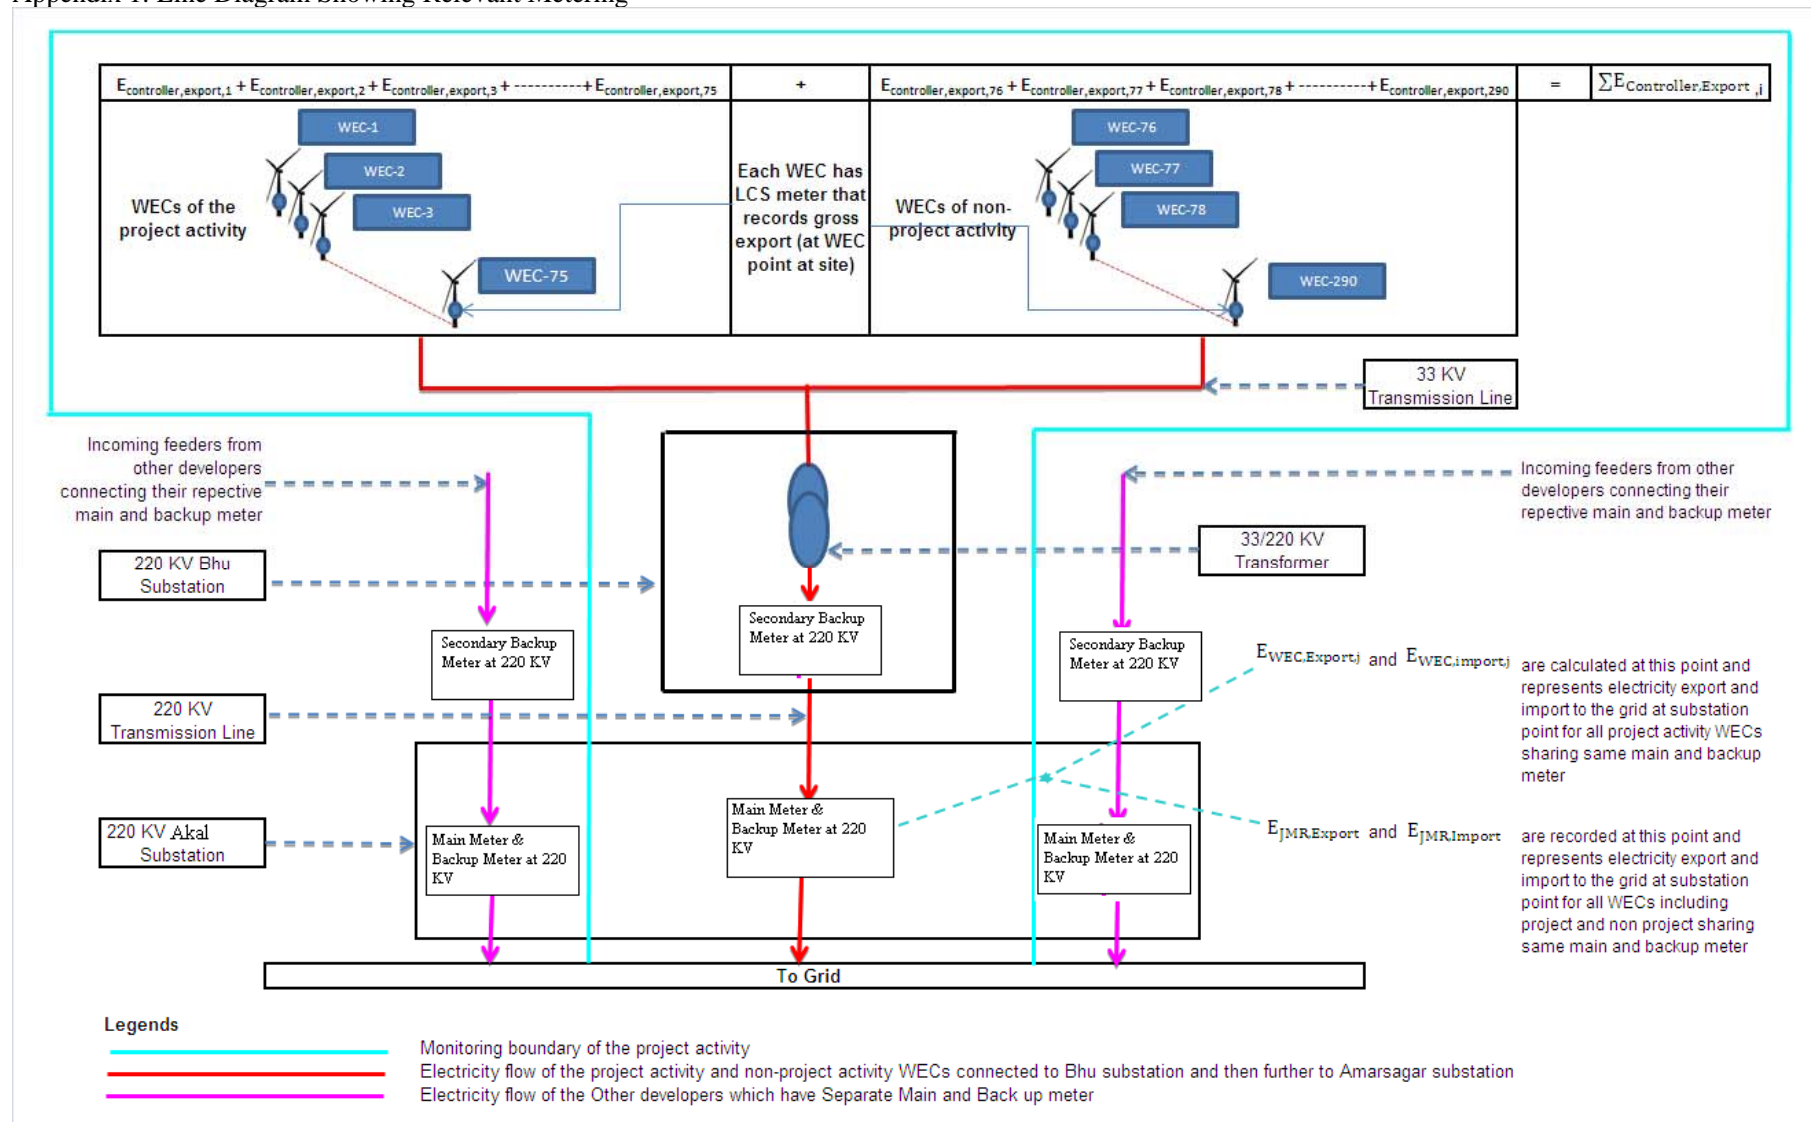 Appendix 1: Line Diagram Showing Relevant Metering
Econtroller,export,1 + Econtroller,export,2 + Econtroller,export,3 + ----------+ Econtroller,export,75
+
Econtroller,export,76 + Econtroller,export,77 + Econtroller,export,78 + ----------+ Econtroller,export,290
=
∑EController,Export ,i
WEC-1
WEC-2
WEC-3
WECs of the
project activity
WEC-75
Each WEC has
LCS meter that
records gross
export (at WEC
point at site)
WEC-76
WEC-77
WEC-78
WECs of non-
project activity
WEC-290
33 KV
Transmission Line
Incoming feeders from
other developers
connecting their repective
main and backup meter
Incoming feeders from other
developers connecting their
repective main and backup meter
33/220 KV
Transformer
220 KV Bhu
Substation
Secondary Backup
Meter at 220 KV
Secondary Backup
Meter at 220 KV
Secondary Backup
Meter at 220 KV
EWEC,Export,j and EWEC,import,j
are calculated at this point and
represents electricity export and
import to the grid at substation
point for all project activity WECs
sharing same main and backup
meter
220 KV
Transmission Line
220 KV Akal
Substation
Main Meter &
Backup Meter at 220
KV
Main Meter &
Backup Meter at 220
KV
Main Meter &
Backup Meter at 220
KV
EJMR,Export and EJMR,Import
are recorded at this point and
represents electricity export and
import to the grid at substation
point for all WECs including
project and non project sharing
same main and backup meter
To Grid
Legends
Monitoring boundary of the project activity
Electricity flow of the project activity and non-project activity WECs connected to Bhu substation and then further to Amarsagar substation
Electricity flow of the Other developers which have Separate Main and Back up meter